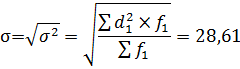 σ=√σ² = √(∑ d₁² × f₁ / ∑ f₁) = 28,61